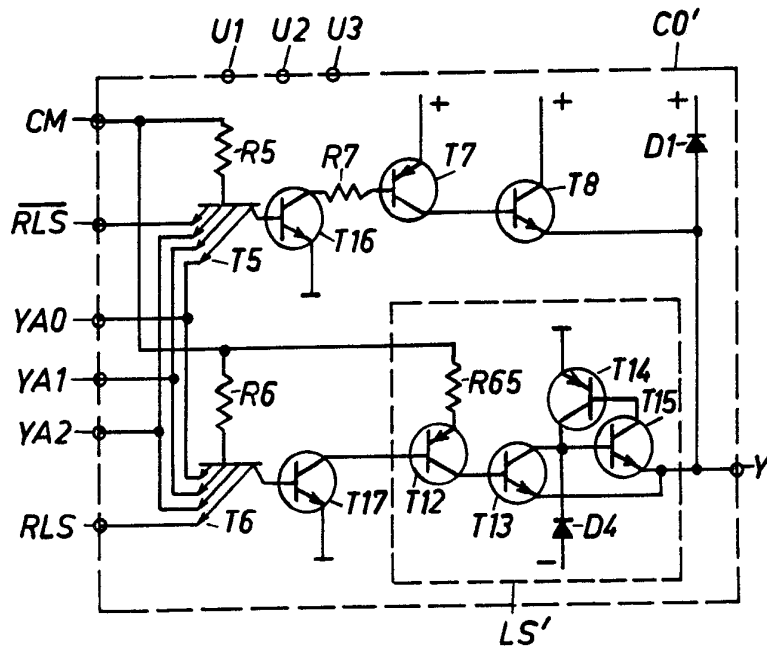 U1 U2 U3 CO'
CM
R5 R7 T7 + + + D1
T8
R̅L̅S̅
T16
T5
YA0
YA1
R6 R65 T14
T15
YA2
Y
T17 T12 T13 D4
T6
RLS
−
LS'